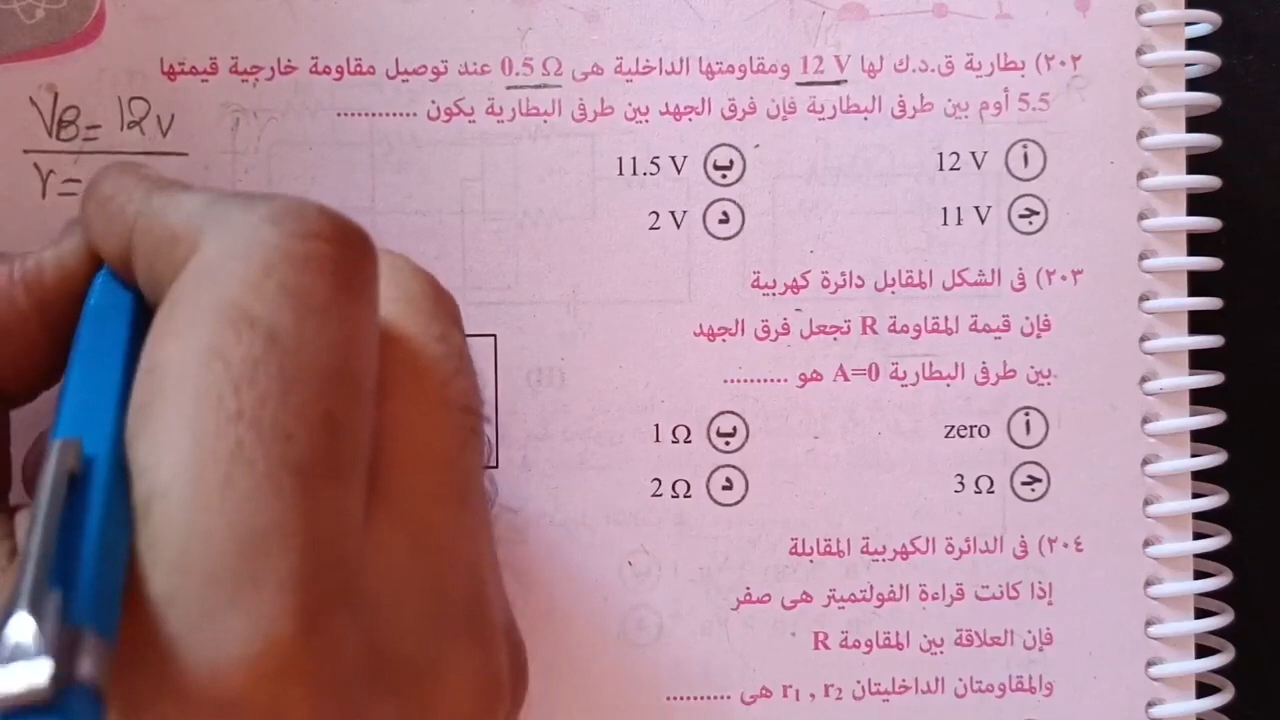 ٢٠٢) بطارية ق.د.ك لها 12 V ومقاومتها الداخلية هى 0.5 Ω عند توصيل مقاومة خارجية قيمتها
5.5 أوم بين طرفى البطارية فإن فرق الجهد بين طرفى البطارية يكون ............
أ 12 V ب 11.5 V
ج 11 V د 2 V
VB = 12 v
r =
٢٠٣) فى الشكل المقابل دائرة كهربية
فإن قيمة المقاومة R تجعل فرق الجهد
بين طرفى البطارية A=0 هو ..........
أ zero ب 1 Ω
ج 3 Ω د 2 Ω
٢٠٤) فى الدائرة الكهربية المقابلة
إذا كانت قراءة الفولتميتر هى صفر
فإن العلاقة بين المقاومة R
والمقاومتان الداخليتان r₁ , r₂ هى ..........